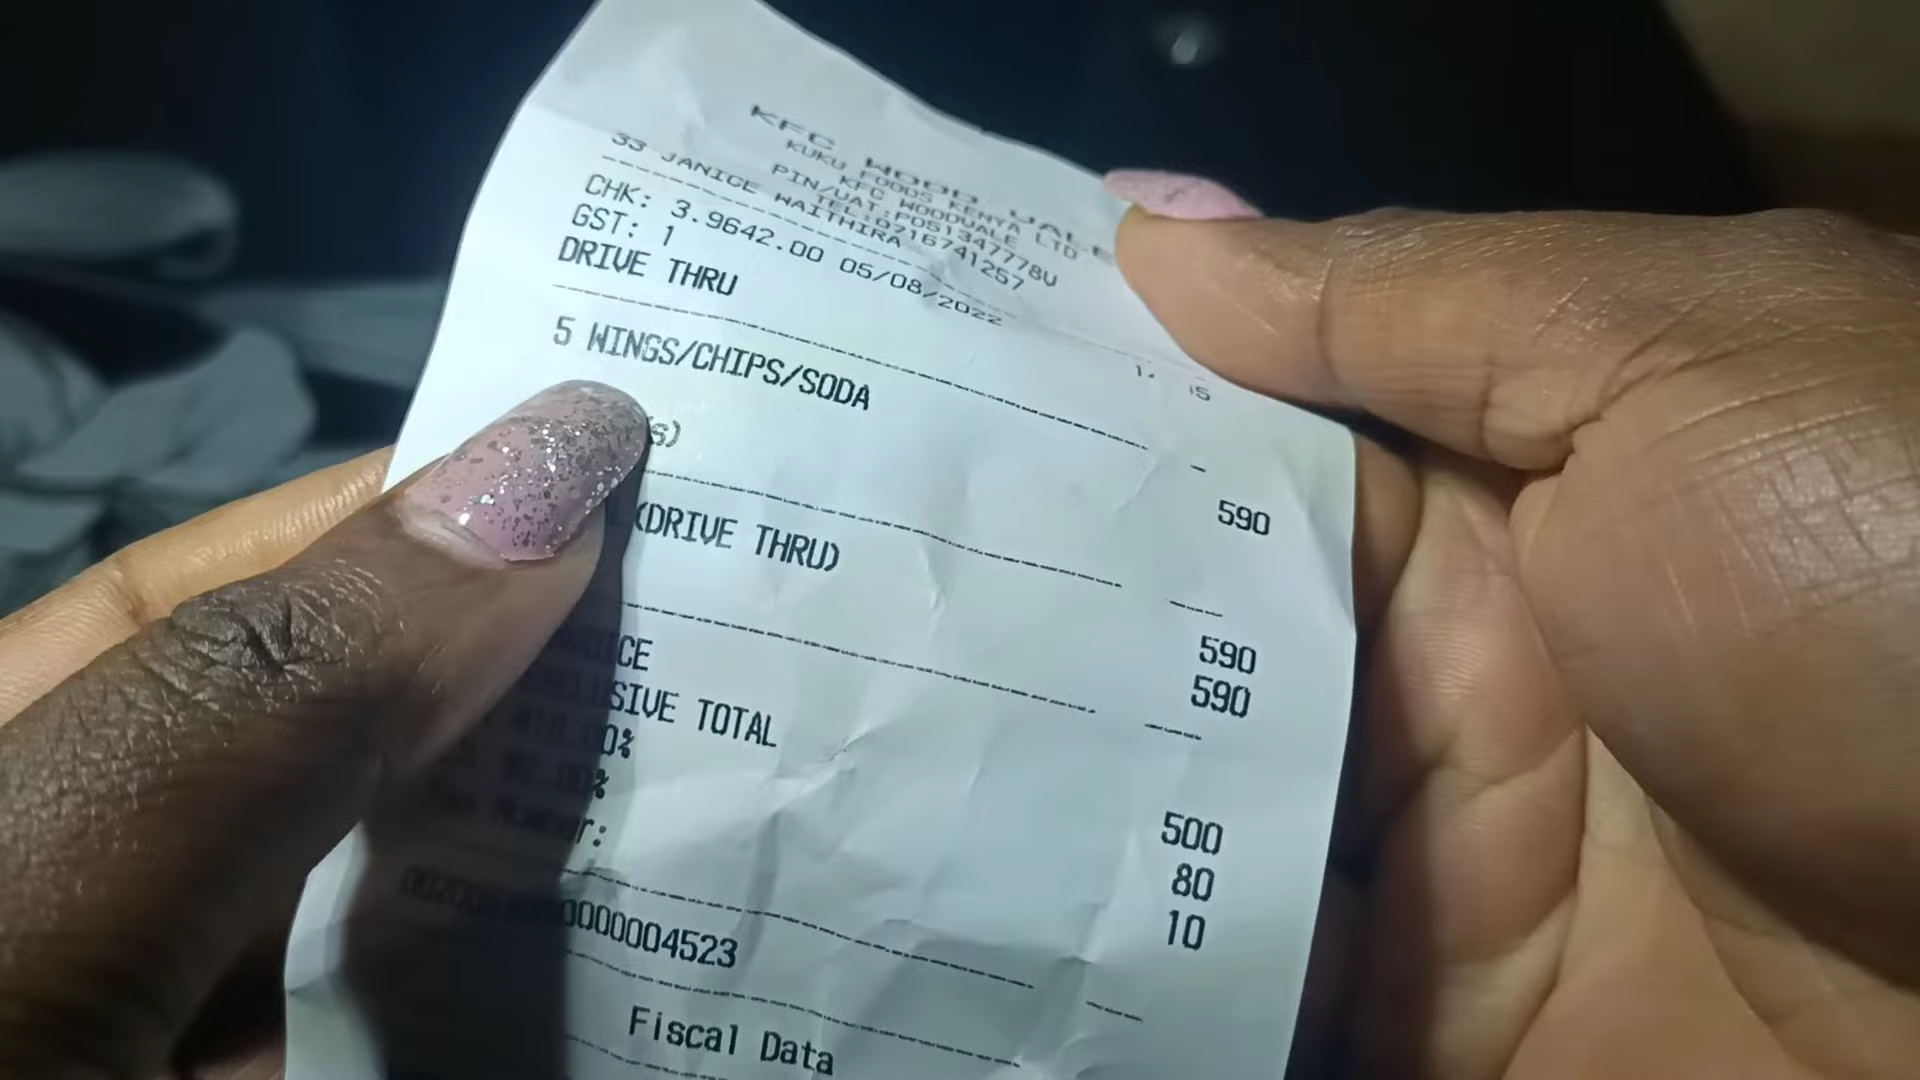 KFC WOOD VALE
KUKU FOODS KENYA LTD
KFC WOODVALE
PIN/VAT:P051347778V
TEL:0716741257
33 JANICE WAITHIRA
CHK: 3.9642.00 05/08/2022
GST: 1
DRIVE THRU
5 WINGS/CHIPS/SODA 590
(DRIVE THRU) 590
590
SIVE TOTAL 500
80
10
0000004523
Fiscal Data